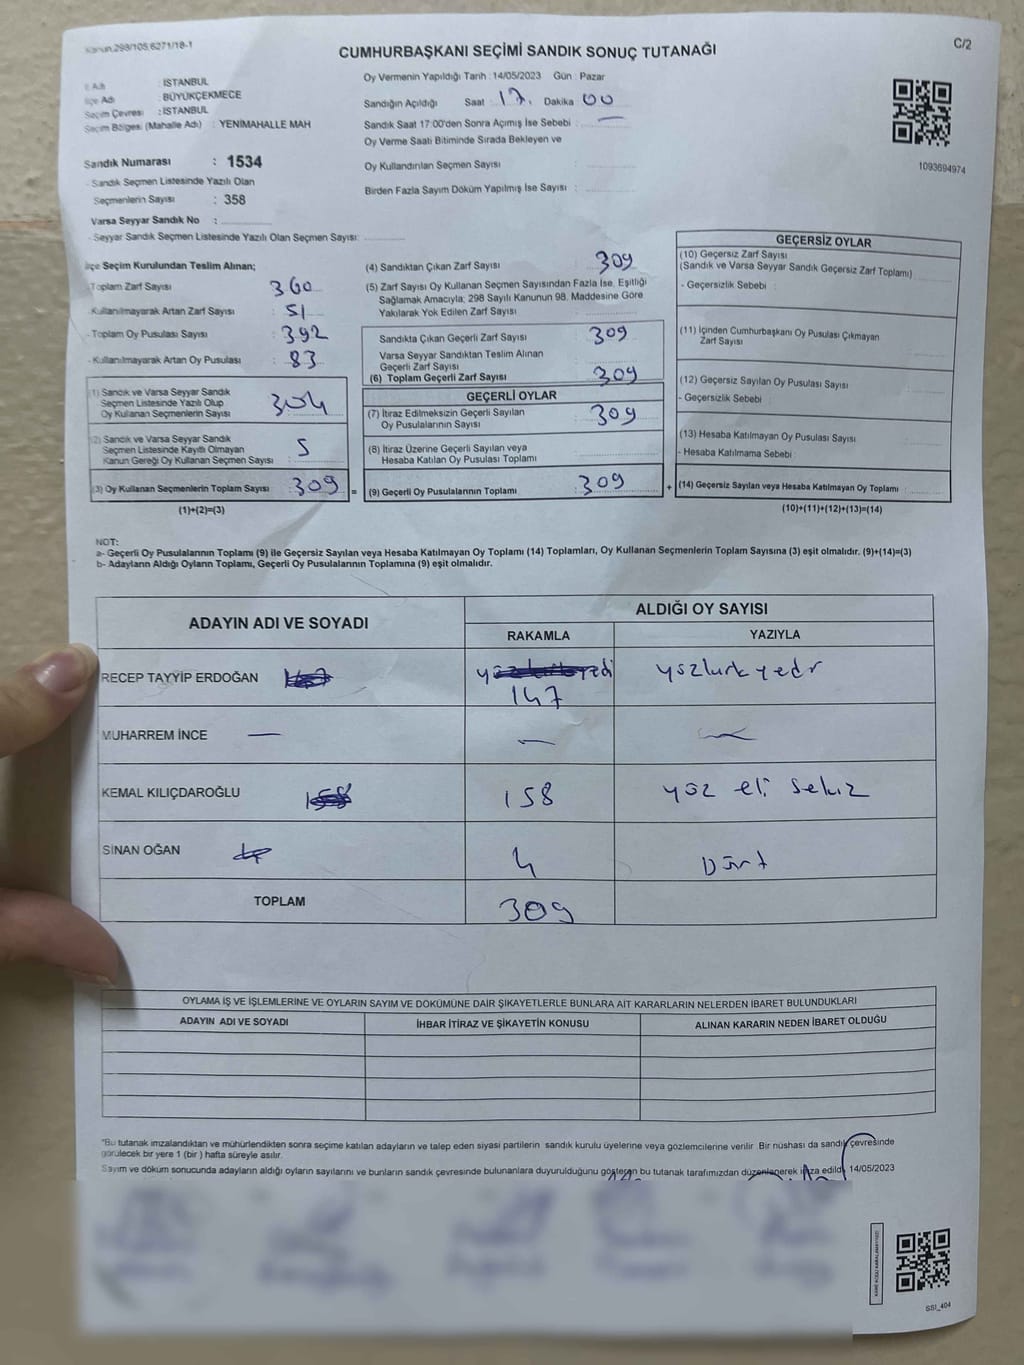 Kanun,298/105,6271/18-1
C/2
CUMHURBAŞKANI SEÇİMİ SANDIK SONUÇ TUTANAĞI
İl Adı : İSTANBUL
İlçe Adı : BÜYÜKÇEKMECE
Seçim Çevresi : İSTANBUL
Seçim Bölgesi (Mahalle Adı) : YENİMAHALLE MAH
Sandık Numarası : 1534
- Sandık Seçmen Listesinde Yazılı Olan
Seçmenlerin Sayısı : 358
Varsa Seyyar Sandık No :
- Seyyar Sandık Seçmen Listesinde Yazılı Olan Seçmen Sayısı:
Oy Vermenin Yapıldığı Tarih : 14/05/2023 Gün : Pazar
Sandığın Açıldığı Saat : 17. Dakika 00
Sandık Saat 17:00'den Sonra Açımış İse Sebebi : —
Oy Verme Saati Bitiminde Sırada Bekleyen ve
Oy Kullandırılan Seçmen Sayısı :
Birden Fazla Sayım Döküm Yapılmış İse Sayısı :
1093694974
İlçe Seçim Kurulundan Teslim Alınan;
- Toplam Zarf Sayısı : 360
- Kullanılmayarak Artan Zarf Sayısı : 51
- Toplam Oy Pusulası Sayısı : 392
- Kullanılmayarak Artan Oy Pusulası : 83
(1) Sandık ve Varsa Seyyar Sandık
Seçmen Listesinde Yazılı Olup
Oy Kullanan Seçmenlerin Sayısı : 304
(2) Sandık ve Varsa Seyyar Sandık
Seçmen Listesinde Kayıtlı Olmayan
Kanun Gereği Oy Kullanan Seçmen Sayısı : 5
(3) Oy Kullanan Seçmenlerin Toplam Sayısı : 309
(1)+(2)=(3)
(4) Sandıktan Çıkan Zarf Sayısı : 309
(5) Zarf Sayısı Oy Kullanan Seçmen Sayısından Fazla İse, Eşitliği
Sağlamak Amacıyla; 298 Sayılı Kanunun 98. Maddesine Göre
Yakılarak Yok Edilen Zarf Sayısı :
Sandıkta Çıkan Geçerli Zarf Sayısı : 309
Varsa Seyyar Sandıktan Teslim Alınan
Geçerli Zarf Sayısı :
(6) Toplam Geçerli Zarf Sayısı : 309
GEÇERLİ OYLAR
(7) İtiraz Edilmeksizin Geçerli Sayılan
Oy Pusulalarının Sayısı : 309
(8) İtiraz Üzerine Geçerli Sayılan veya
Hesaba Katılan Oy Pusulası Toplamı :
= (9) Geçerli Oy Pusulalarının Toplamı : 309
GEÇERSİZ OYLAR
(10) Geçersiz Zarf Sayısı
(Sandık ve Varsa Seyyar Sandık Geçersiz Zarf Toplamı)
- Geçersizlik Sebebi :
(11) İçinden Cumhurbaşkanı Oy Pusulası Çıkmayan
Zarf Sayısı
(12) Geçersiz Sayılan Oy Pusulası Sayısı
- Geçersizlik Sebebi :
(13) Hesaba Katılmayan Oy Pusulası Sayısı
- Hesaba Katılmama Sebebi :
+ (14) Geçersiz Sayılan veya Hesaba Katılmayan Oy Toplamı
(10)+(11)+(12)+(13)=(14)
NOT:
a- Geçerli Oy Pusulalarının Toplamı (9) ile Geçersiz Sayılan veya Hesaba Katılmayan Oy Toplamı (14) Toplamları, Oy Kullanan Seçmenlerin Toplam Sayısına (3) eşit olmalıdır. (9)+(14)=(3)
b- Adayların Aldığı Oyların Toplamı, Geçerli Oy Pusulalarının Toplamına (9) eşit olmalıdır.
ADAYIN ADI VE SOYADI
ALDIĞI OY SAYISI
RAKAMLA YAZIYLA
RECEP TAYYİP ERDOĞAN 147 yüzkırkyedi
MUHARREM İNCE — — —
KEMAL KILIÇDAROĞLU 158 yüz eli sekiz
SİNAN OĞAN 4 Dört
TOPLAM 309
OYLAMA İŞ VE İŞLEMLERİNE VE OYLARIN SAYIM VE DÖKÜMÜNE DAİR ŞİKAYETLERLE BUNLARA AİT KARARLARIN NELERDEN İBARET BULUNDUKLARI
ADAYIN ADI VE SOYADI İHBAR İTİRAZ VE ŞİKAYETİN KONUSU ALINAN KARARIN NEDEN İBARET OLDUĞU
"Bu tutanak imzalandıktan ve mühürlendikten sonra seçime katılan adayların ve talep eden siyasi partilerin sandık kurulu üyelerine veya gözlemcilerine verilir. Bir nüshası da sandık çevresinde
görülecek bir yere 1 (bir ) hafta süreyle asılır.
Sayım ve döküm sonucunda adayların aldığı oyların sayılarını ve bunların sandık çevresinde bulunanlara duyurulduğunu gösteren bu tutanak tarafımızdan düzenlenerek imza edildi. 14/05/2023
SSİ_404